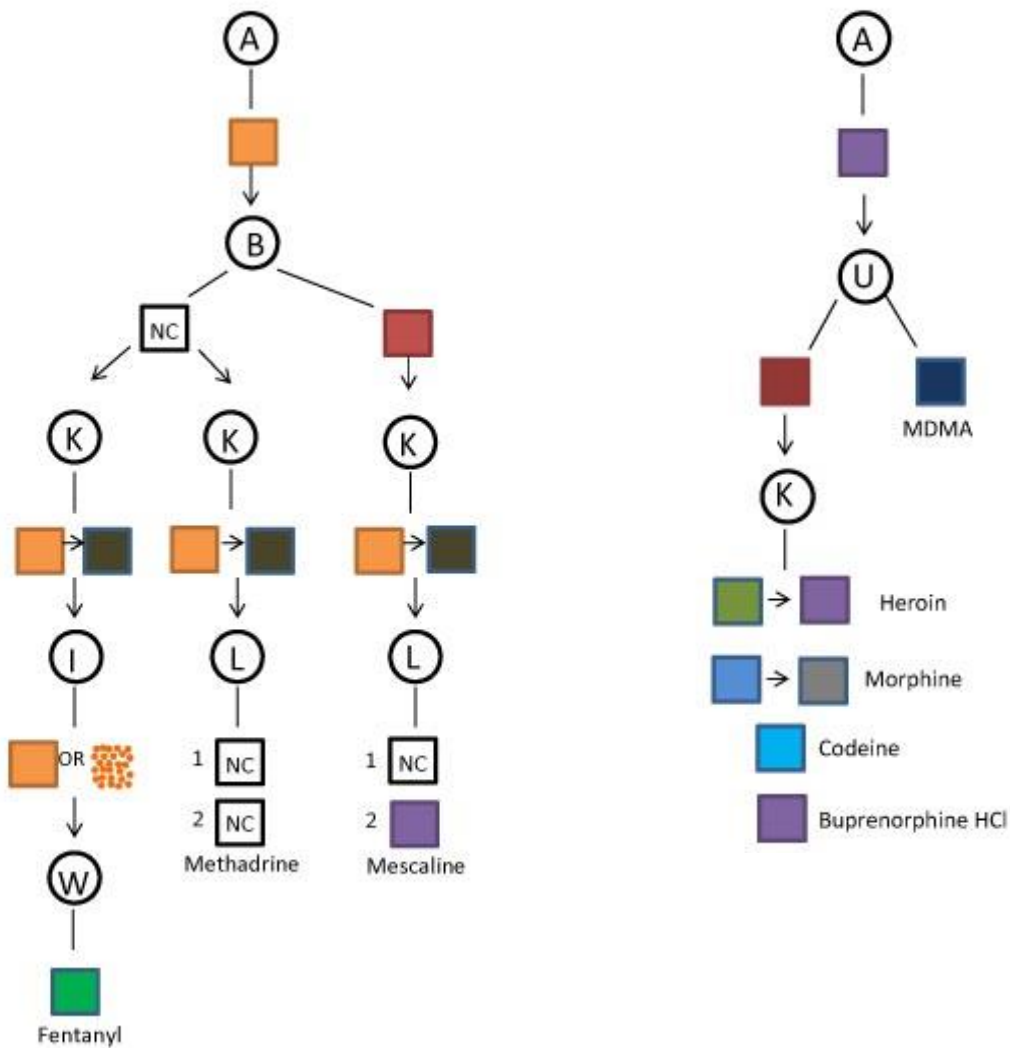 A
A
B
U
NC
MDMA
K
K
K
K
Heroin
Morphine
I
L
L
OR
1 NC
1 NC
Codeine
2 NC
2
Buprenorphine HCl
Methadrine
Mescaline
W
Fentanyl